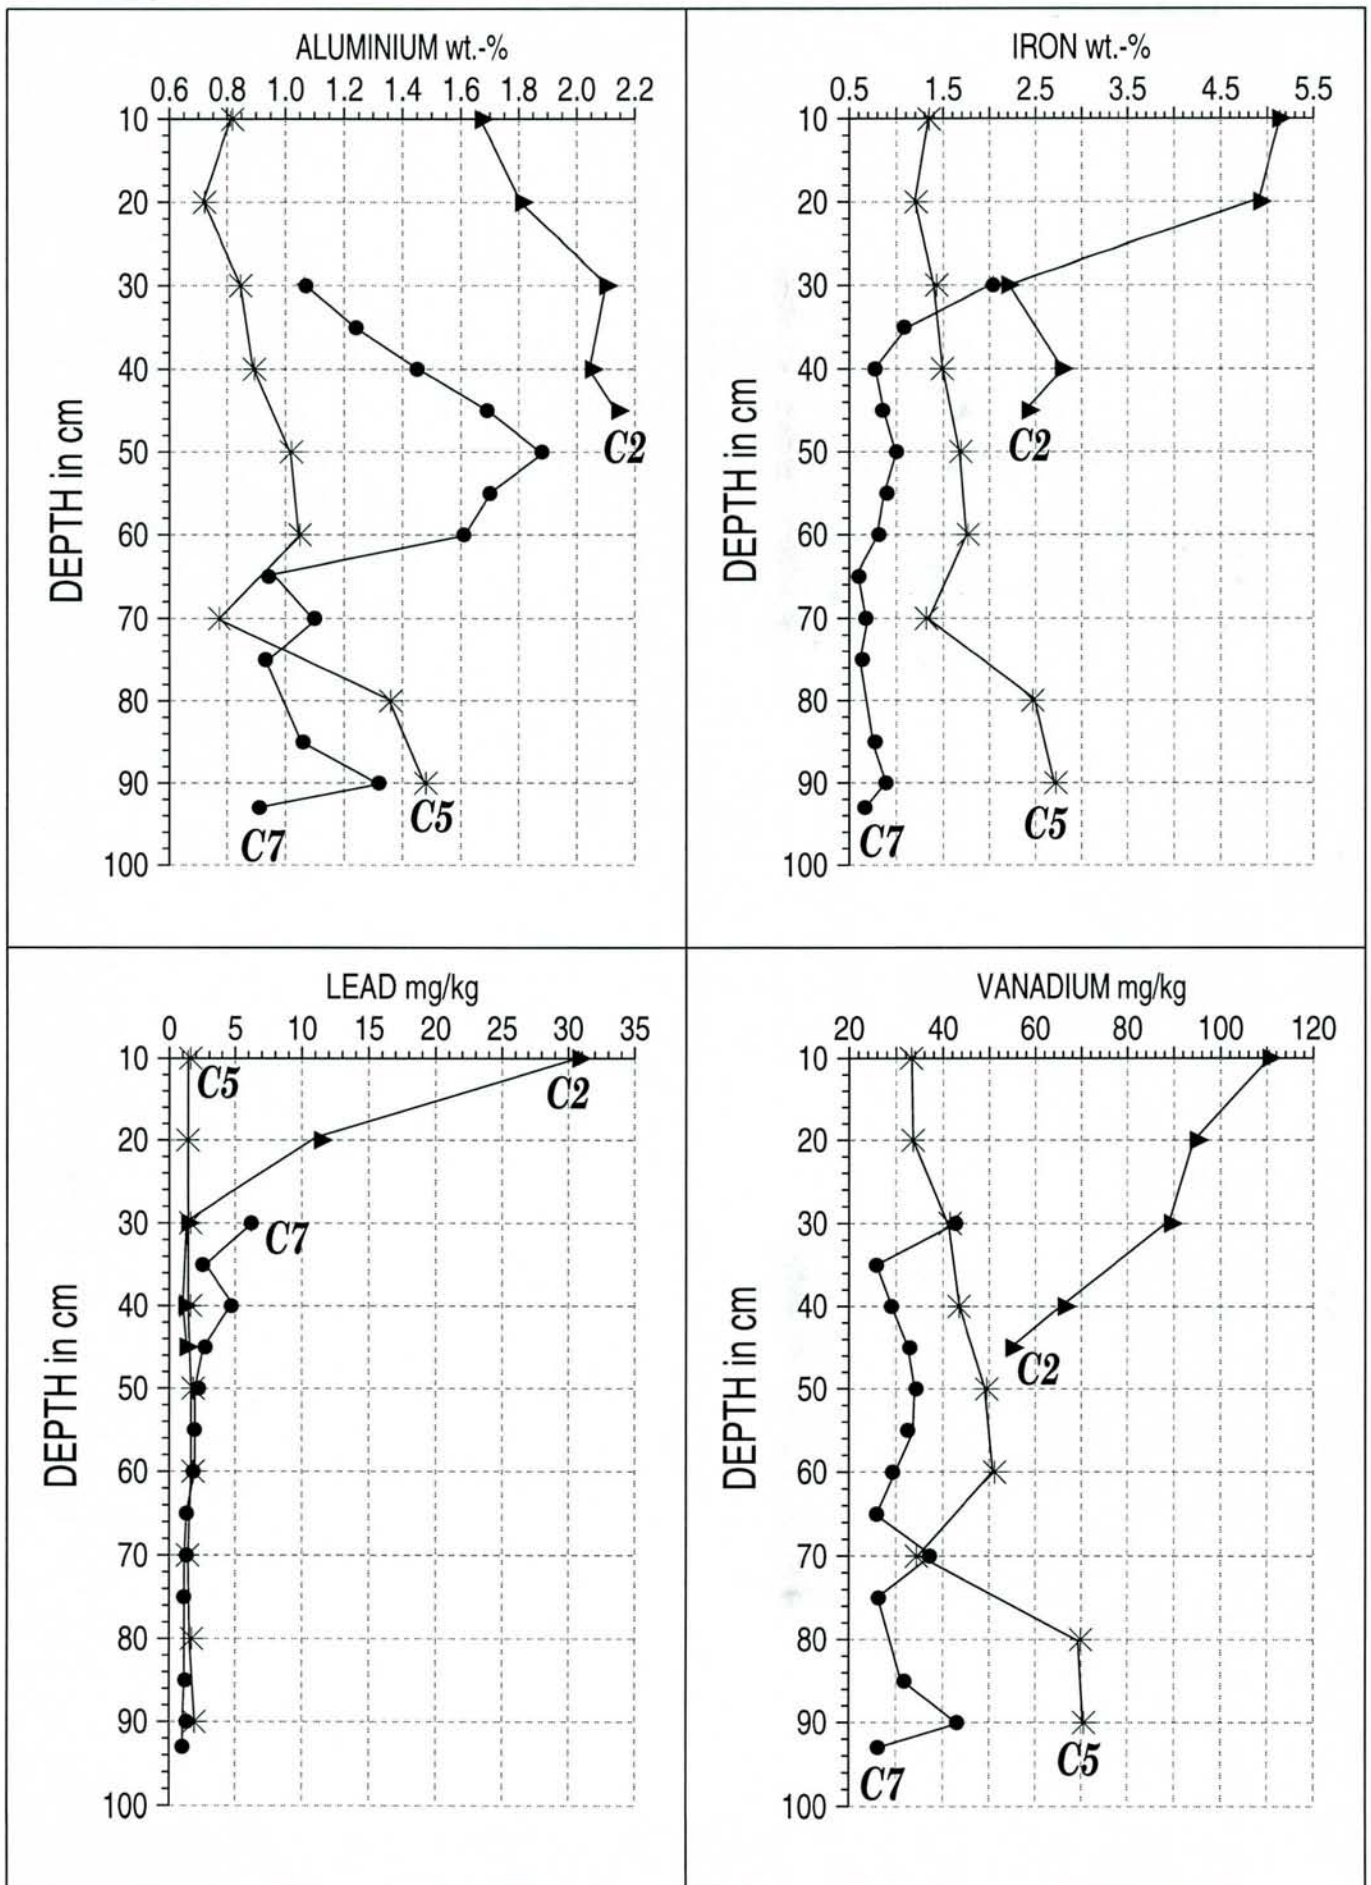 ALUMINIUM wt.-%
0.6 0.8 1.0 1.2 1.4 1.6 1.8 2.0 2.2
10
20
30
40
50
60
70
80
90
100
DEPTH in cm
C2
C5
C7
IRON wt.-%
0.5 1.5 2.5 3.5 4.5 5.5
10
20
30
40
50
60
70
80
90
100
DEPTH in cm
C2
C5
C7
LEAD mg/kg
0 5 10 15 20 25 30 35
10
20
30
40
50
60
70
80
90
100
DEPTH in cm
C5
C2
C7
VANADIUM mg/kg
20 40 60 80 100 120
10
20
30
40
50
60
70
80
90
100
DEPTH in cm
C2
C5
C7